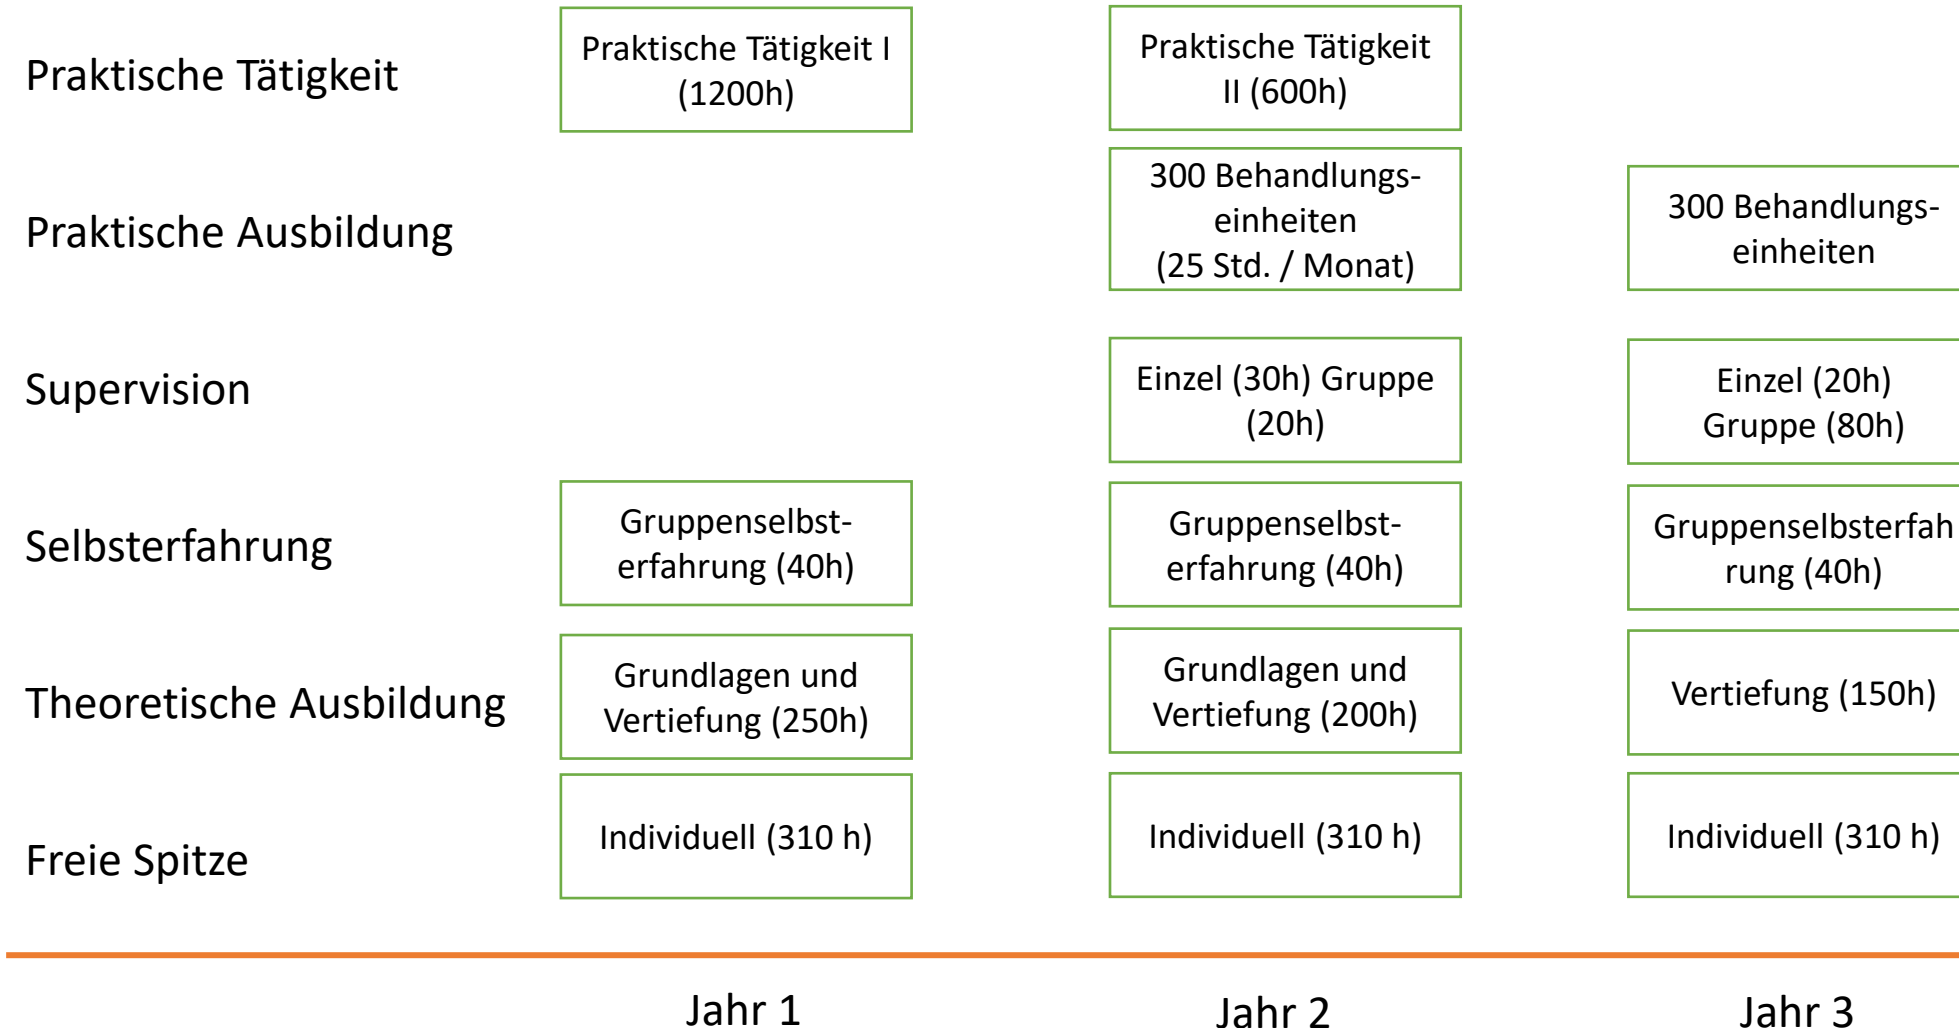 Praktische Tätigkeit
Praktische Tätigkeit I
(1200h)
Praktische Tätigkeit
II (600h)
Praktische Ausbildung
300 Behandlungs-
einheiten
(25 Std. / Monat)
300 Behandlungs-
einheiten
Supervision
Einzel (30h) Gruppe
(20h)
Einzel (20h)
Gruppe (80h)
Selbsterfahrung
Gruppenselbst-
erfahrung (40h)
Gruppenselbst-
erfahrung (40h)
Gruppenselbsterfah
rung (40h)
Theoretische Ausbildung
Grundlagen und
Vertiefung (250h)
Grundlagen und
Vertiefung (200h)
Vertiefung (150h)
Freie Spitze
Individuell (310 h)
Individuell (310 h)
Individuell (310 h)
Jahr 1
Jahr 2
Jahr 3